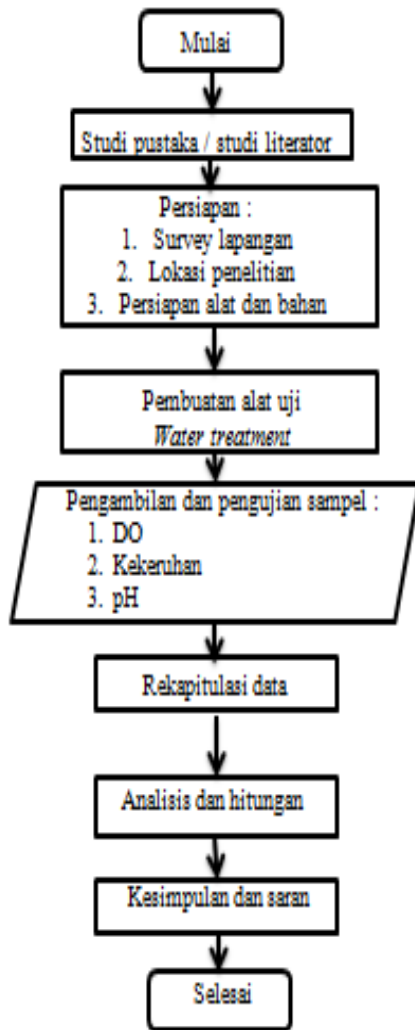 Mulai
Studi pustaka / studi literator
Persiapan :
1. Survey lapangan
2. Lokasi penelitian
3. Persiapan alat dan bahan
Pembuatan alat uji
Water treatment
Pengambilan dan pengujian sampel :
1. DO
2. Kekeruhan
3. pH
Rekapitulasi data
Analisis dan hitungan
Kesimpulan dan saran
Selesai